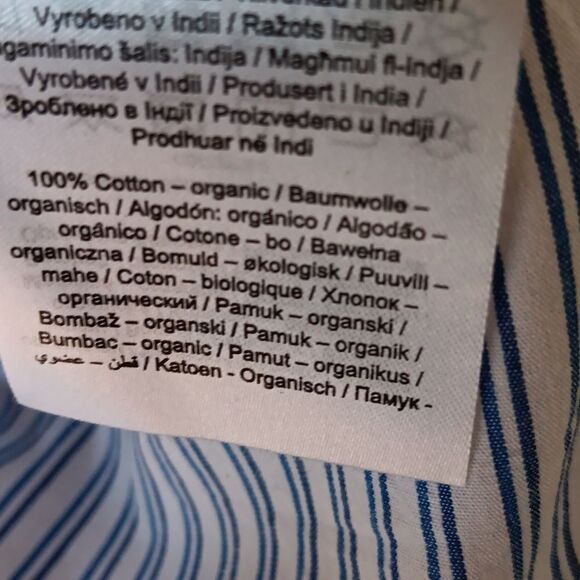 Vyrobeno v Indii / Ražots Indija /
gaminimo šalis: Indija / Magħmul fl-Indja /
Vyrobené v Indii / Produsert i India /
Зроблено в Індії / Proizvedeno u Indiji /
Prodhuar në Indi
100% Cotton – organic / Baumwolle –
organisch / Algodón: orgánico / Algodão –
orgânico / Cotone – bo / Bawełna
organiczna / Bomuld – økologisk / Puuvill –
mahe / Coton – biologique / Хлопок –
органический / Pamuk – organski /
Bombaž – organski / Pamuk – organik /
Bumbac – organic / Pamut – organikus /
قطن – عضوي / Katoen - Organisch / Памук -